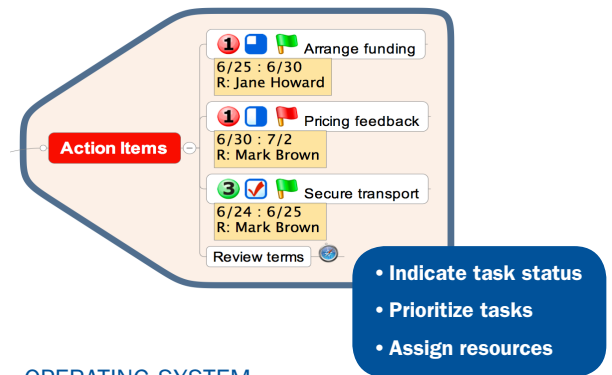 1 Arrange funding
6/25 : 6/30
R: Jane Howard
1 Pricing feedback
6/30 : 7/2
R: Mark Brown
Action Items
3 Secure transport
6/24 : 6/25
R: Mark Brown
Review terms
• Indicate task status
• Prioritize tasks
• Assign resources
OPERATING SYSTEM